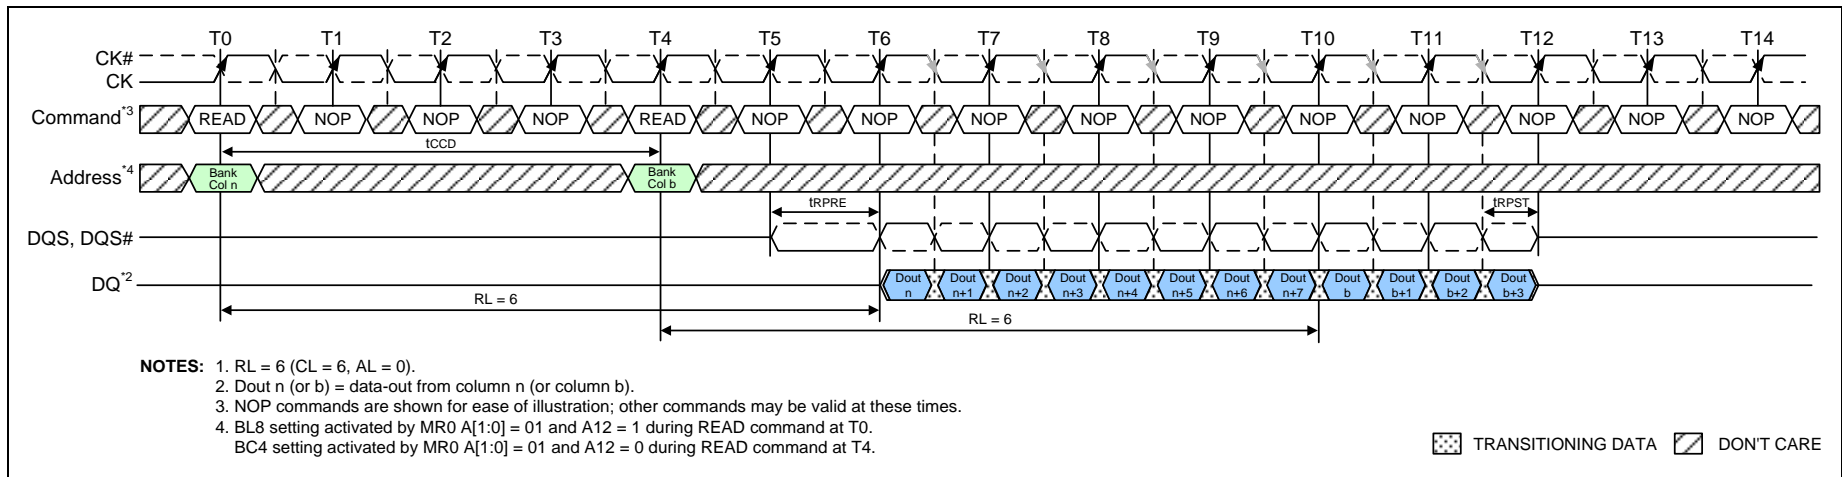 T0 T1 T2 T3 T4 T5 T6 T7 T8 T9 T10 T11 T12 T13 T14
CK#
CK
Command*3 READ NOP NOP NOP READ NOP NOP NOP NOP NOP NOP NOP NOP NOP NOP
tCCD
Address*4 Bank Col n Bank Col b
tRPRE tRPST
DQS, DQS#
DQ*2 Dout n Dout n+1 Dout n+2 Dout n+3 Dout n+4 Dout n+5 Dout n+6 Dout n+7 Dout b Dout b+1 Dout b+2 Dout b+3
RL = 6
RL = 6
NOTES: 1. RL = 6 (CL = 6, AL = 0).
2. Dout n (or b) = data-out from column n (or column b).
3. NOP commands are shown for ease of illustration; other commands may be valid at these times.
4. BL8 setting activated by MR0 A[1:0] = 01 and A12 = 1 during READ command at T0.
BC4 setting activated by MR0 A[1:0] = 01 and A12 = 0 during READ command at T4.
TRANSITIONING DATA DON'T CARE